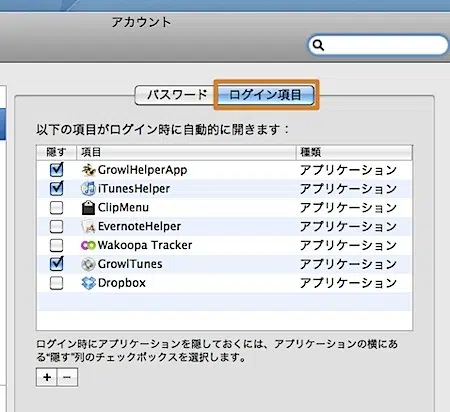 アカウント
パスワード ログイン項目
以下の項目がログイン時に自動的に開きます：
隠す 項目 種類
GrowlHelperApp アプリケーション
iTunesHelper アプリケーション
ClipMenu アプリケーション
EvernoteHelper アプリケーション
Wakoopa Tracker アプリケーション
GrowlTunes アプリケーション
Dropbox アプリケーション
ログイン時にアプリケーションを隠しておくには、アプリケーションの横にあ
る“隠す”列のチェックボックスを選択します。
+ −